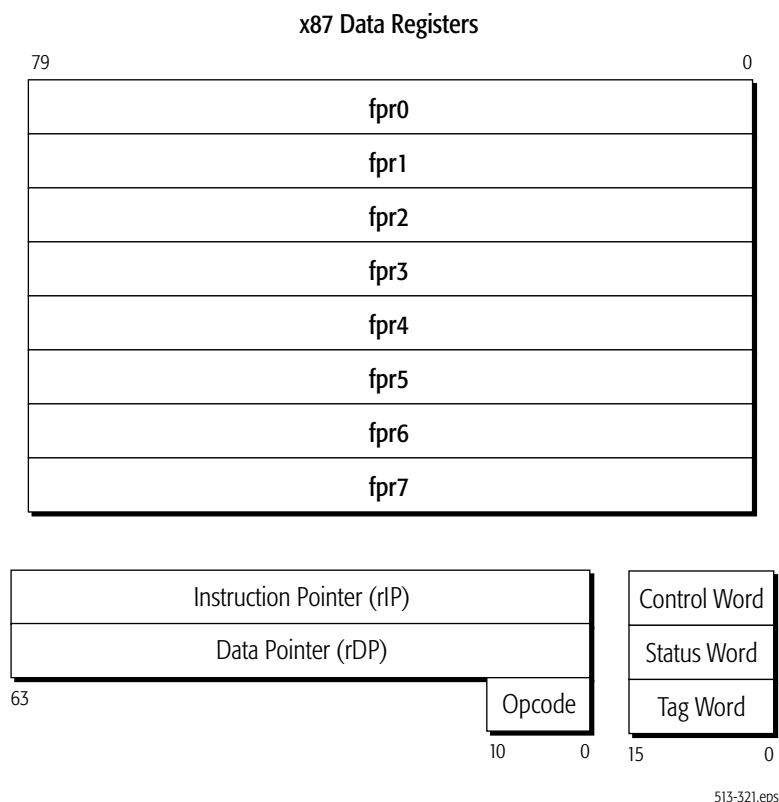 x87 Data Registers
79 0
fpr0
fpr1
fpr2
fpr3
fpr4
fpr5
fpr6
fpr7
Instruction Pointer (rIP) Control Word
Data Pointer (rDP) Status Word
63 Opcode Tag Word
10 0 15 0
513-321.eps